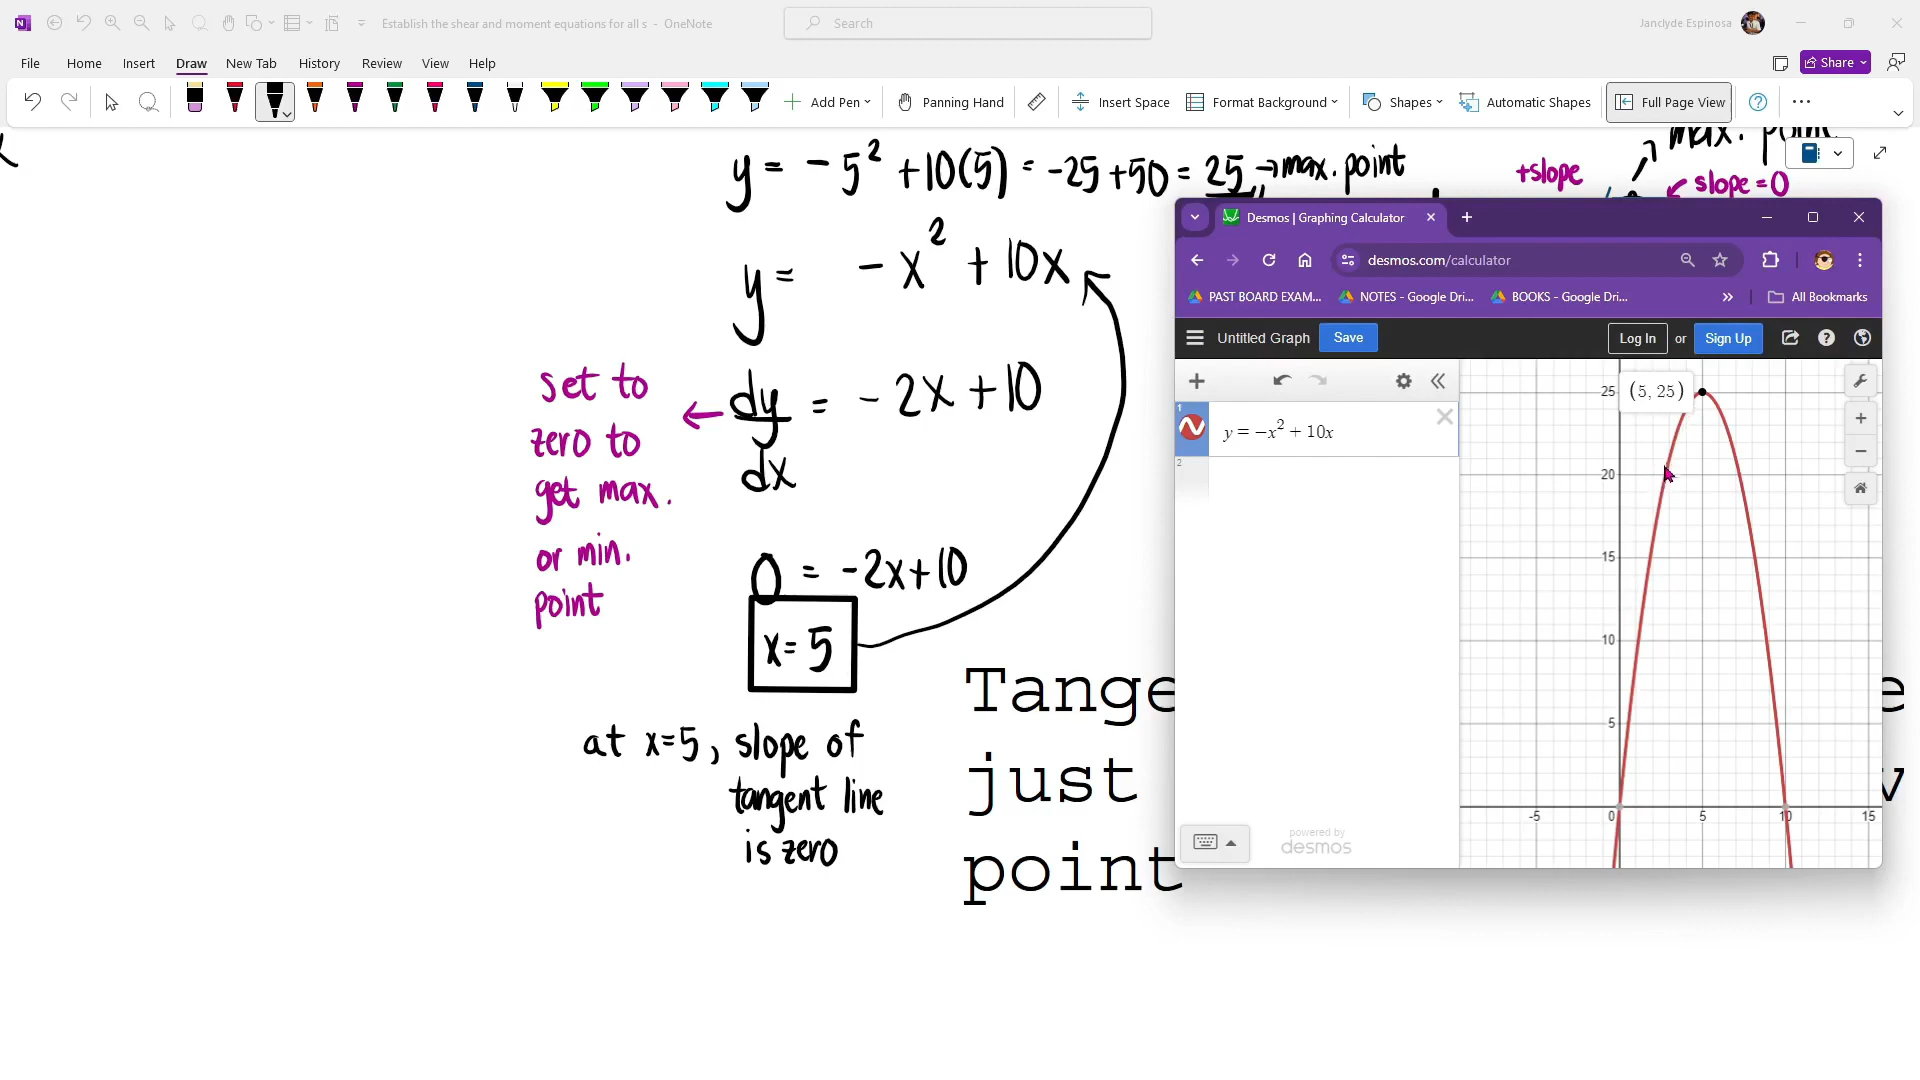 Establish the shear and moment equations for all s - OneNote
Search
Janclyde Espinosa
File Home Insert Draw New Tab History Review View Help
Share
Add Pen
Panning Hand
Insert Space
Format Background
Shapes
Automatic Shapes
Full Page View
max. point
y = -5² + 10(5) = -25 + 50 = 25 → max. point
+slope
slope = 0
y = -x² + 10x
set to
zero to
get max.
or min.
point
dy/dx = -2x + 10
0 = -2x + 10
x = 5
at x=5, slope of
tangent line
is zero
Tange
just
point
Desmos | Graphing Calculator
desmos.com/calculator
PAST BOARD EXAM...
NOTES - Google Dri...
BOOKS - Google Dri...
All Bookmarks
Untitled Graph
Save
Log In or Sign Up
1
y = -x² + 10x
2
powered by
desmos
(5, 25)
25
20
15
10
5
-5 0 5 10 15